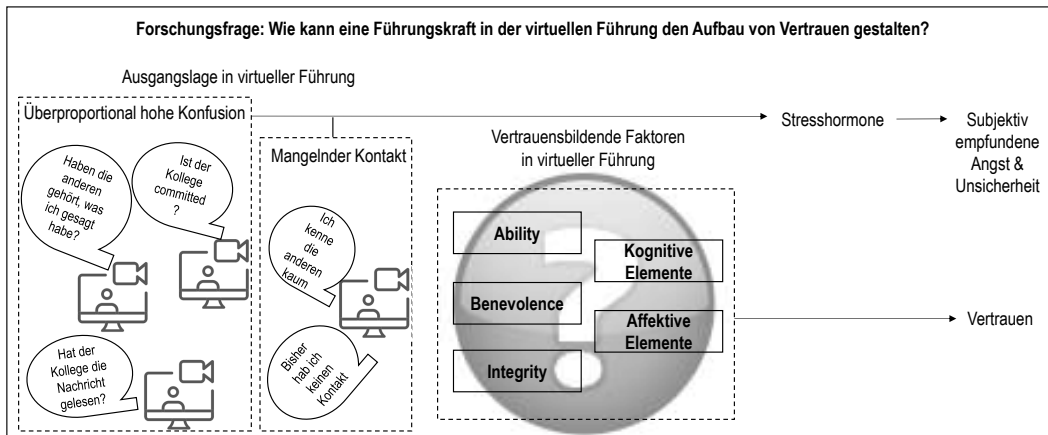 Forschungsfrage: Wie kann eine Führungskraft in der virtuellen Führung den Aufbau von Vertrauen gestalten?
Ausgangslage in virtueller Führung
Überproportional hohe Konfusion
Haben die
anderen
gehört, was
ich gesagt
habe?
Ist der
Kollege
committed
?
Hat der
Kollege die
Nachricht
gelesen?
Mangelnder Kontakt
Ich
kenne
die
anderen
kaum
Bisher
hab ich
keinen
Kontakt
Vertrauensbildende Faktoren
in virtueller Führung
Ability
Benevolence
Integrity
Kognitive
Elemente
Affektive
Elemente
Stresshormone
Subjektiv
empfundene
Angst &
Unsicherheit
Vertrauen